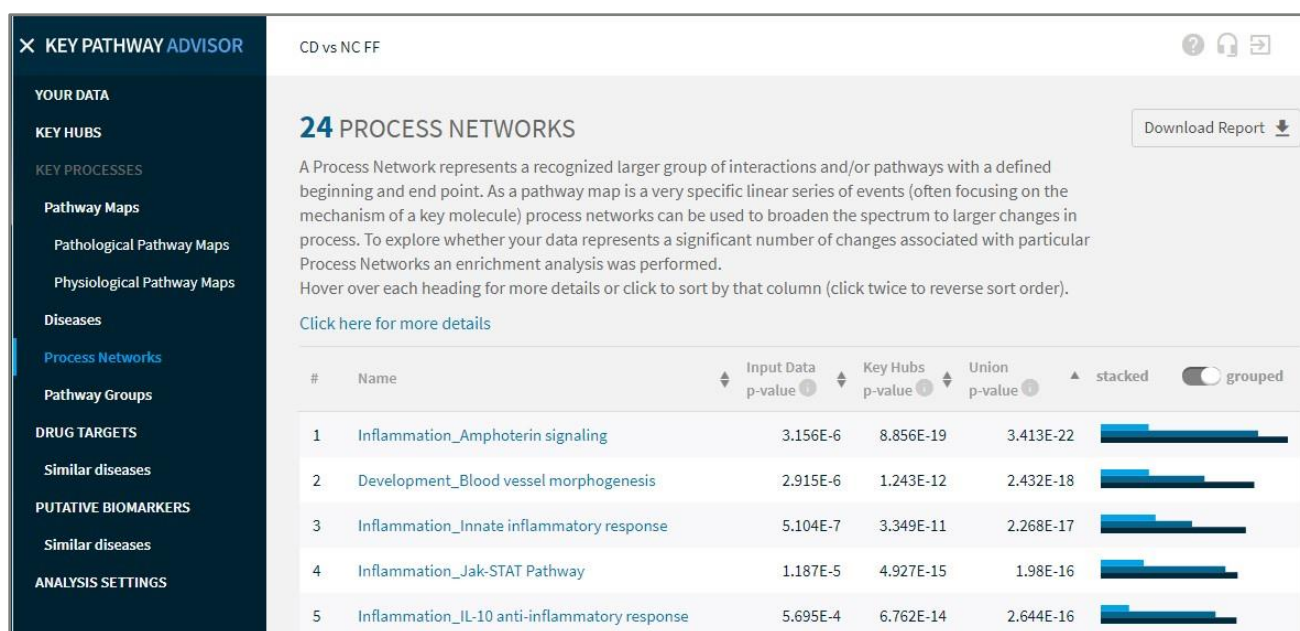 × KEY PATHWAY ADVISOR
YOUR DATA
KEY HUBS
KEY PROCESSES
Pathway Maps
Pathological Pathway Maps
Physiological Pathway Maps
Diseases
Process Networks
Pathway Groups
DRUG TARGETS
Similar diseases
PUTATIVE BIOMARKERS
Similar diseases
ANALYSIS SETTINGS
CD vs NC FF
24 PROCESS NETWORKS
Download Report
A Process Network represents a recognized larger group of interactions and/or pathways with a defined
beginning and end point. As a pathway map is a very specific linear series of events (often focusing on the
mechanism of a key molecule) process networks can be used to broaden the spectrum to larger changes in
process. To explore whether your data represents a significant number of changes associated with particular
Process Networks an enrichment analysis was performed.
Hover over each heading for more details or click to sort by that column (click twice to reverse sort order).
Click here for more details
# Name Input Data p-value Key Hubs p-value Union p-value stacked grouped
1 Inflammation_Amphoterin signaling 3.156E-6 8.856E-19 3.413E-22
2 Development_Blood vessel morphogenesis 2.915E-6 1.243E-12 2.432E-18
3 Inflammation_Innate inflammatory response 5.104E-7 3.349E-11 2.268E-17
4 Inflammation_Jak-STAT Pathway 1.187E-5 4.927E-15 1.98E-16
5 Inflammation_IL-10 anti-inflammatory response 5.695E-4 6.762E-14 2.644E-16